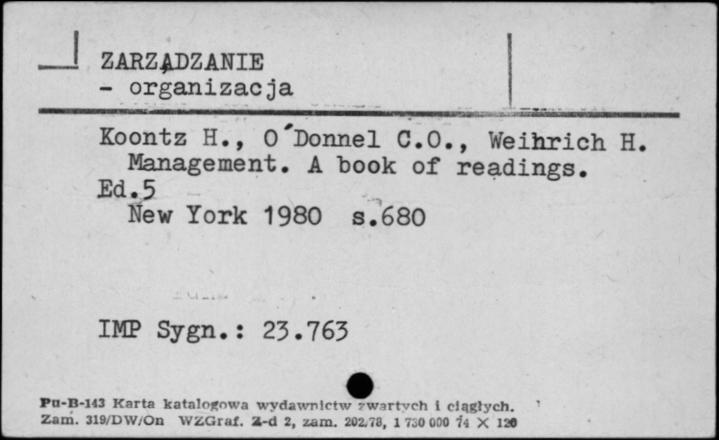 ZARZĄDZANIE
- organizacja
Koontz H., O´Donnel C.O., Weihrich H.
Management. A book of readings.
Ed.5
New York 1980 s.680
IMP Sygn.: 23.763
Pu-B-143 Karta katalogowa wydawnictw zwartych i ciągłych.
Zam. 319/DW/On WZGraf. Z-d 2, zam. 202/78, 1 730 000 74 X 120